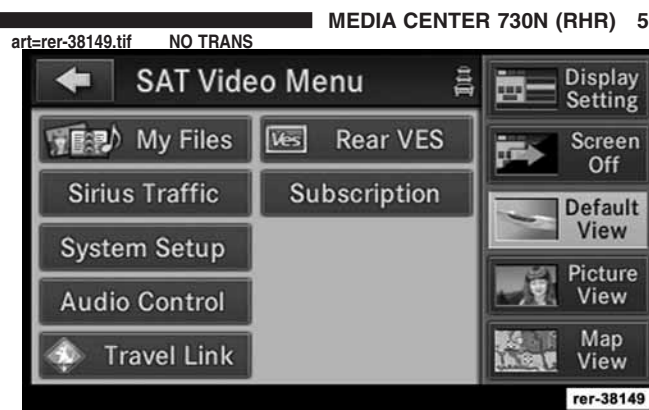 MEDIA CENTER 730N (RHR) 5
art=rer-38149.tif NO TRANS
SAT Video Menu
My Files
Ves Rear VES
Sirius Traffic
Subscription
System Setup
Audio Control
Travel Link
Display
Setting
Screen
Off
Default
View
Picture
View
Map
View
rer-38149